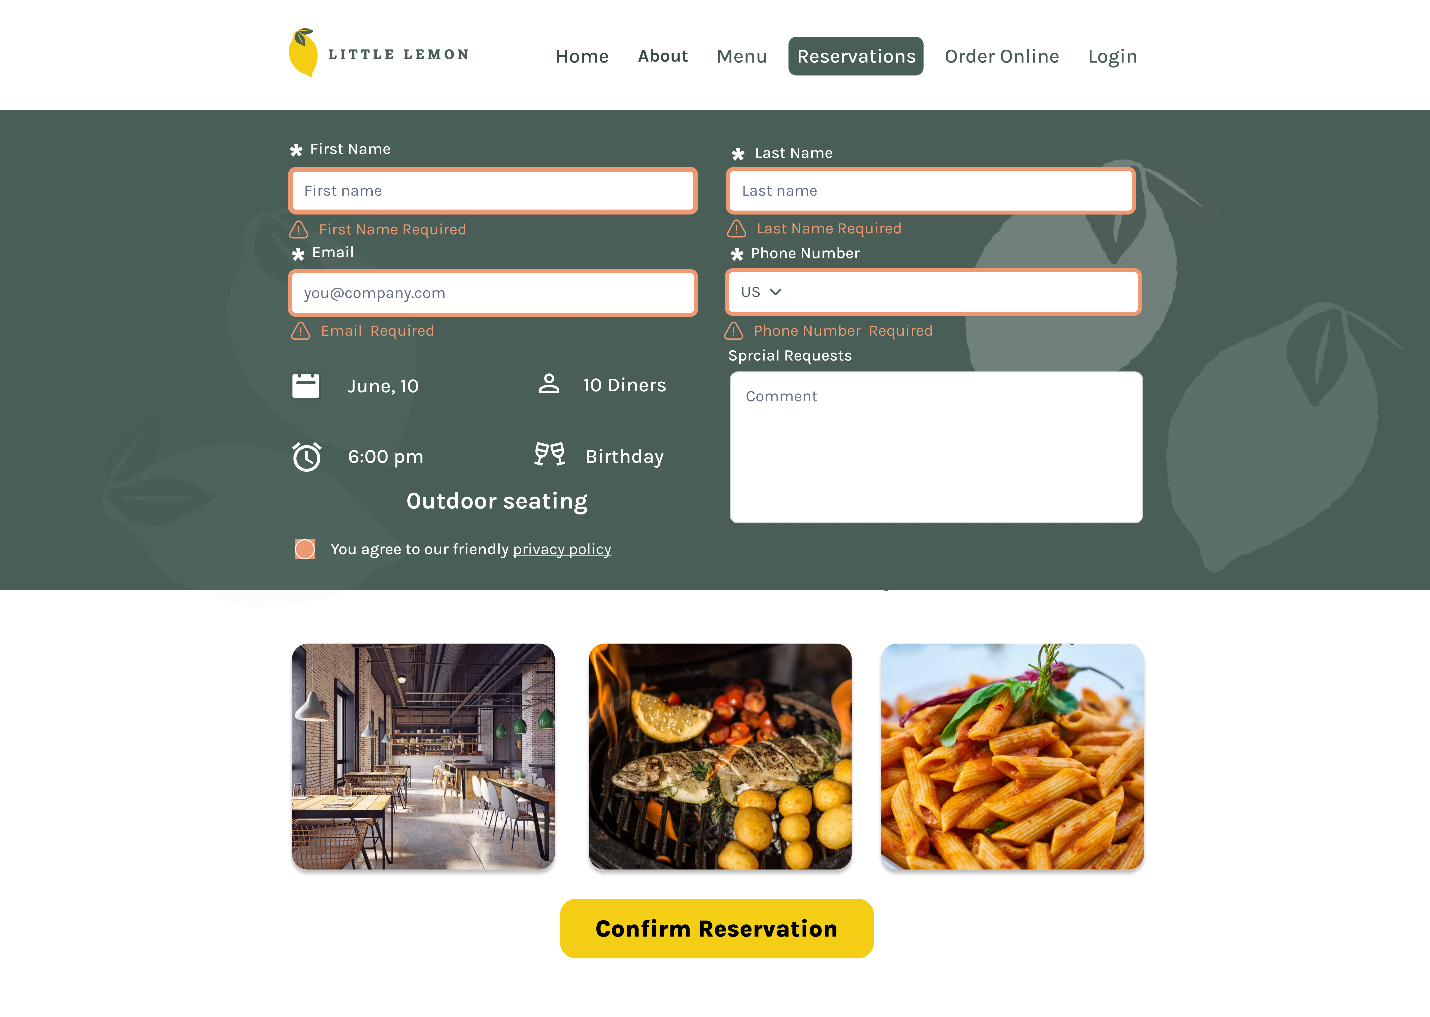 LITTLE LEMON
Home About Menu Reservations Order Online Login
* First Name
First name
First Name Required
* Last Name
Last name
Last Name Required
* Email
you@company.com
Email Required
* Phone Number
US
Phone Number Required
June, 10
10 Diners
6:00 pm
Birthday
Outdoor seating
Sprcial Requests
Comment
You agree to our friendly privacy policy
Confirm Reservation